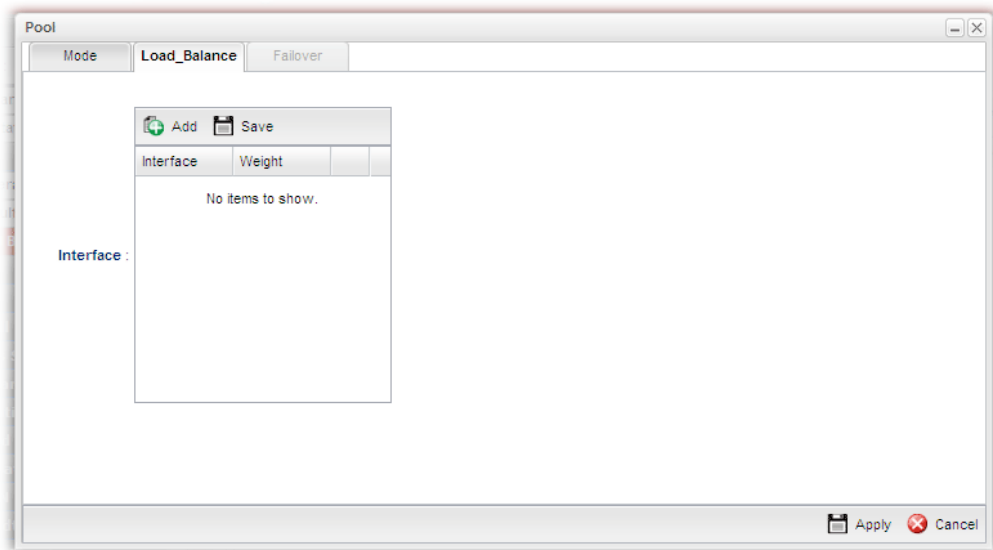 Pool
Mode Load_Balance Failover
Add Save
Interface Weight
No items to show.
Interface :
Apply Cancel